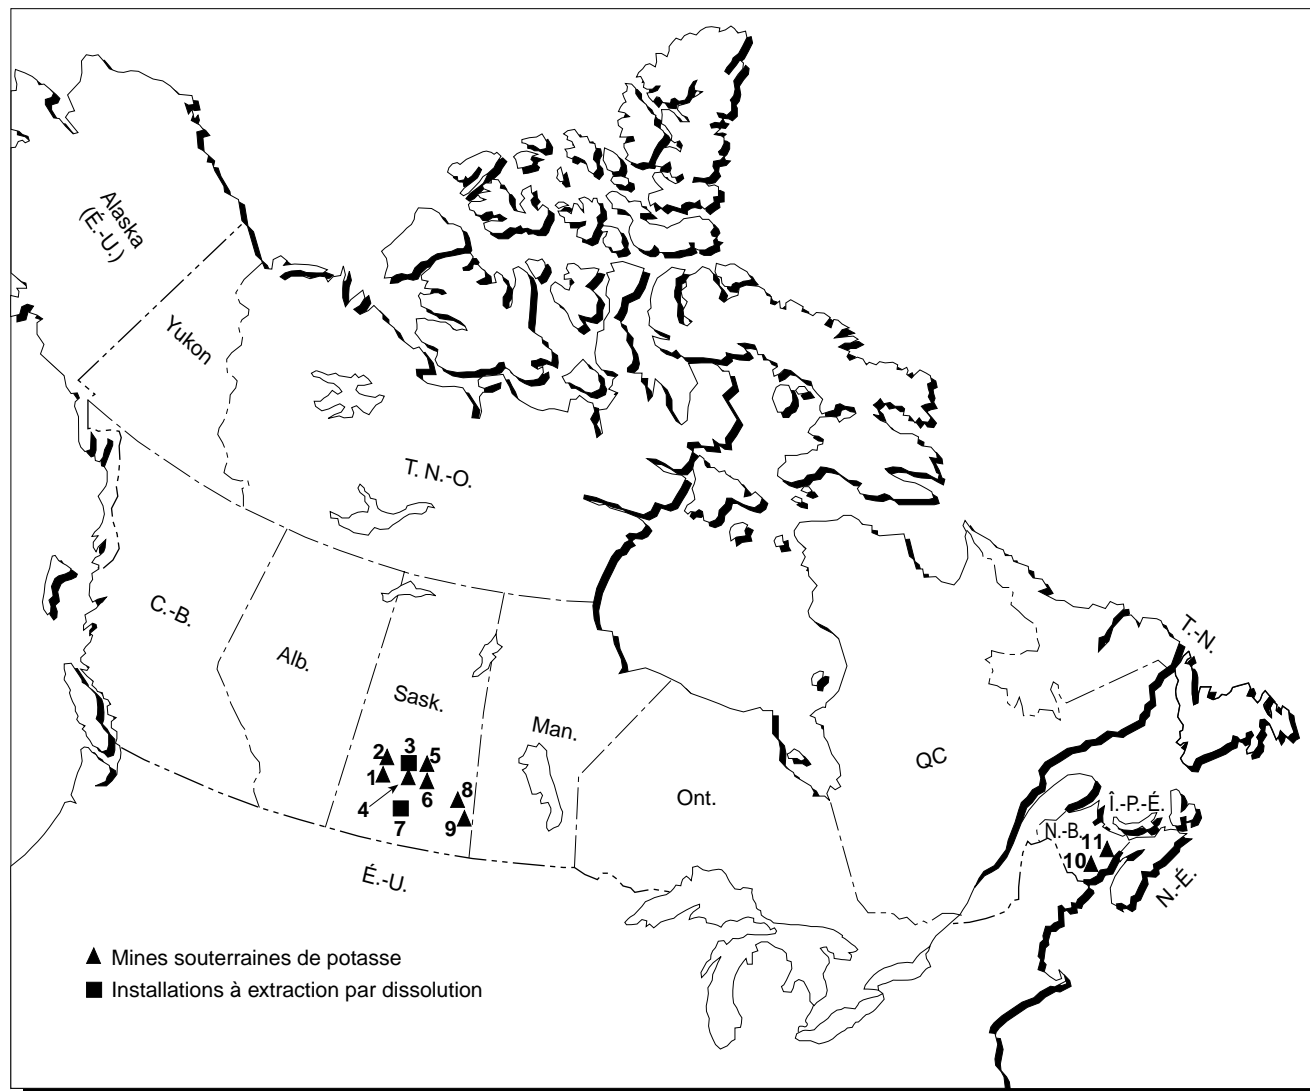 Alaska
(É.-U.)
Yukon
T. N.-O.
C.-B.
Alb.
Sask.
Man.
Ont.
QC
T.-N.
Î.-P.-É.
N.-B.
N.-É.
É.-U.
2
3
5
1
4
6
8
7
9
11
10
Mines souterraines de potasse
Installations à extraction par dissolution